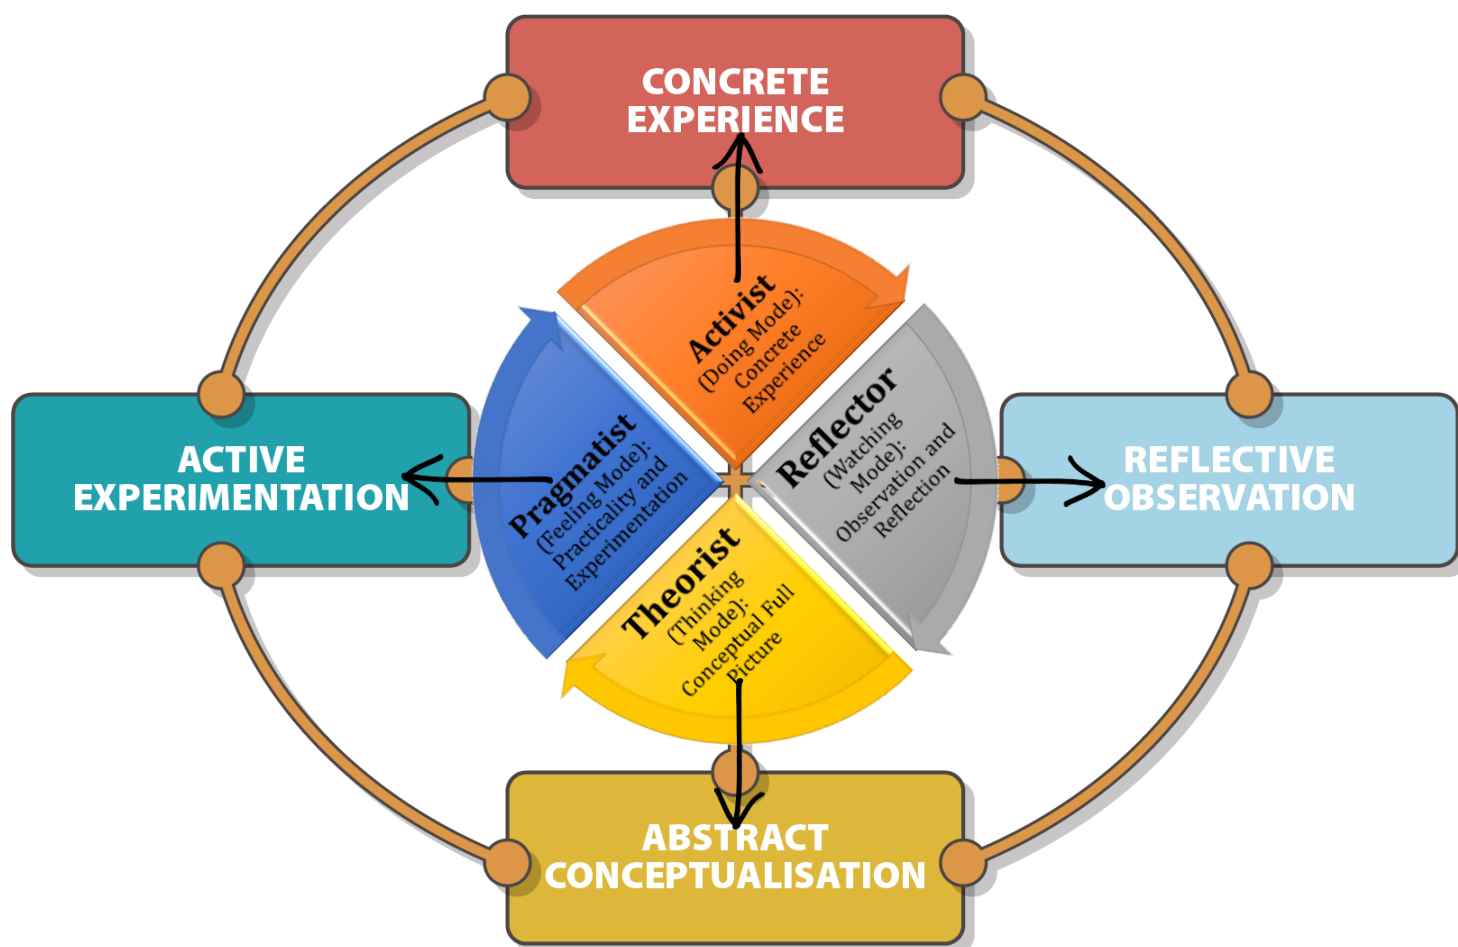 CONCRETE
EXPERIENCE
Activist
(Doing Mode):
Concrete
Experience
ACTIVE
EXPERIMENTATION
Pragmatist
(Feeling Mode):
Practicality and
Experimentation
Reflector
(Watching
Mode):
Observation and
Reflection
REFLECTIVE
OBSERVATION
Theorist
(Thinking
Mode):
Conceptual Full
Picture
ABSTRACT
CONCEPTUALISATION